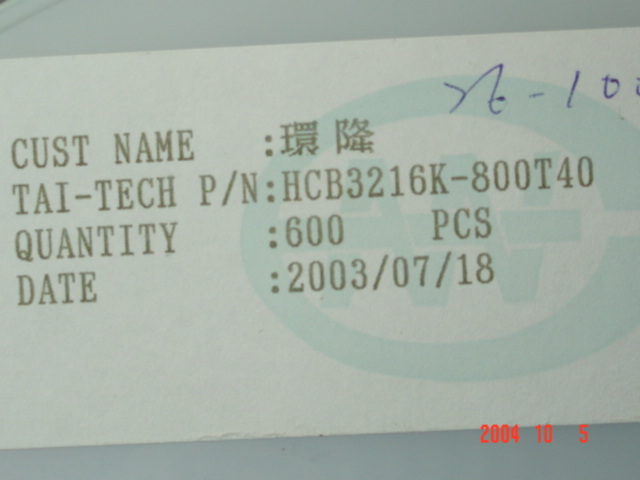 CUST NAME :環隆
TAI-TECH P/N:HCB3216K-800T40
QUANTITY :600 PCS
DATE :2003/07/18
2004 10 5